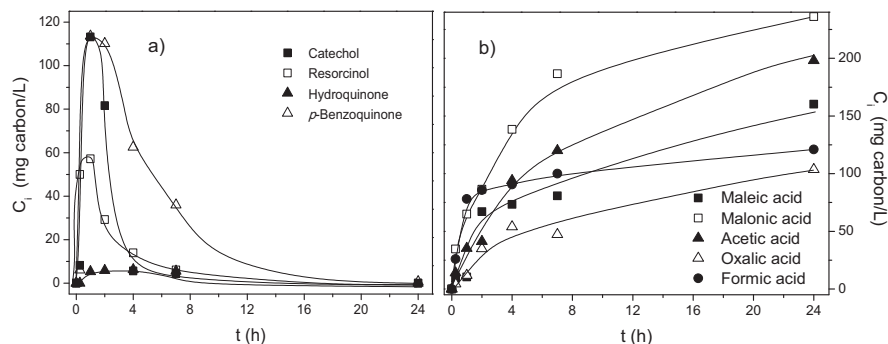 a)
Catechol
Resorcinol
Hydroquinone
p-Benzoquinone
C_i (mg carbon/L)
120
100
80
60
40
20
0
0 4 8 12 16 20 24
t (h)
b)
Maleic acid
Malonic acid
Acetic acid
Oxalic acid
Formic acid
C_i (mg carbon/L)
200
150
100
50
0
0 4 8 12 16 20 24
t (h)